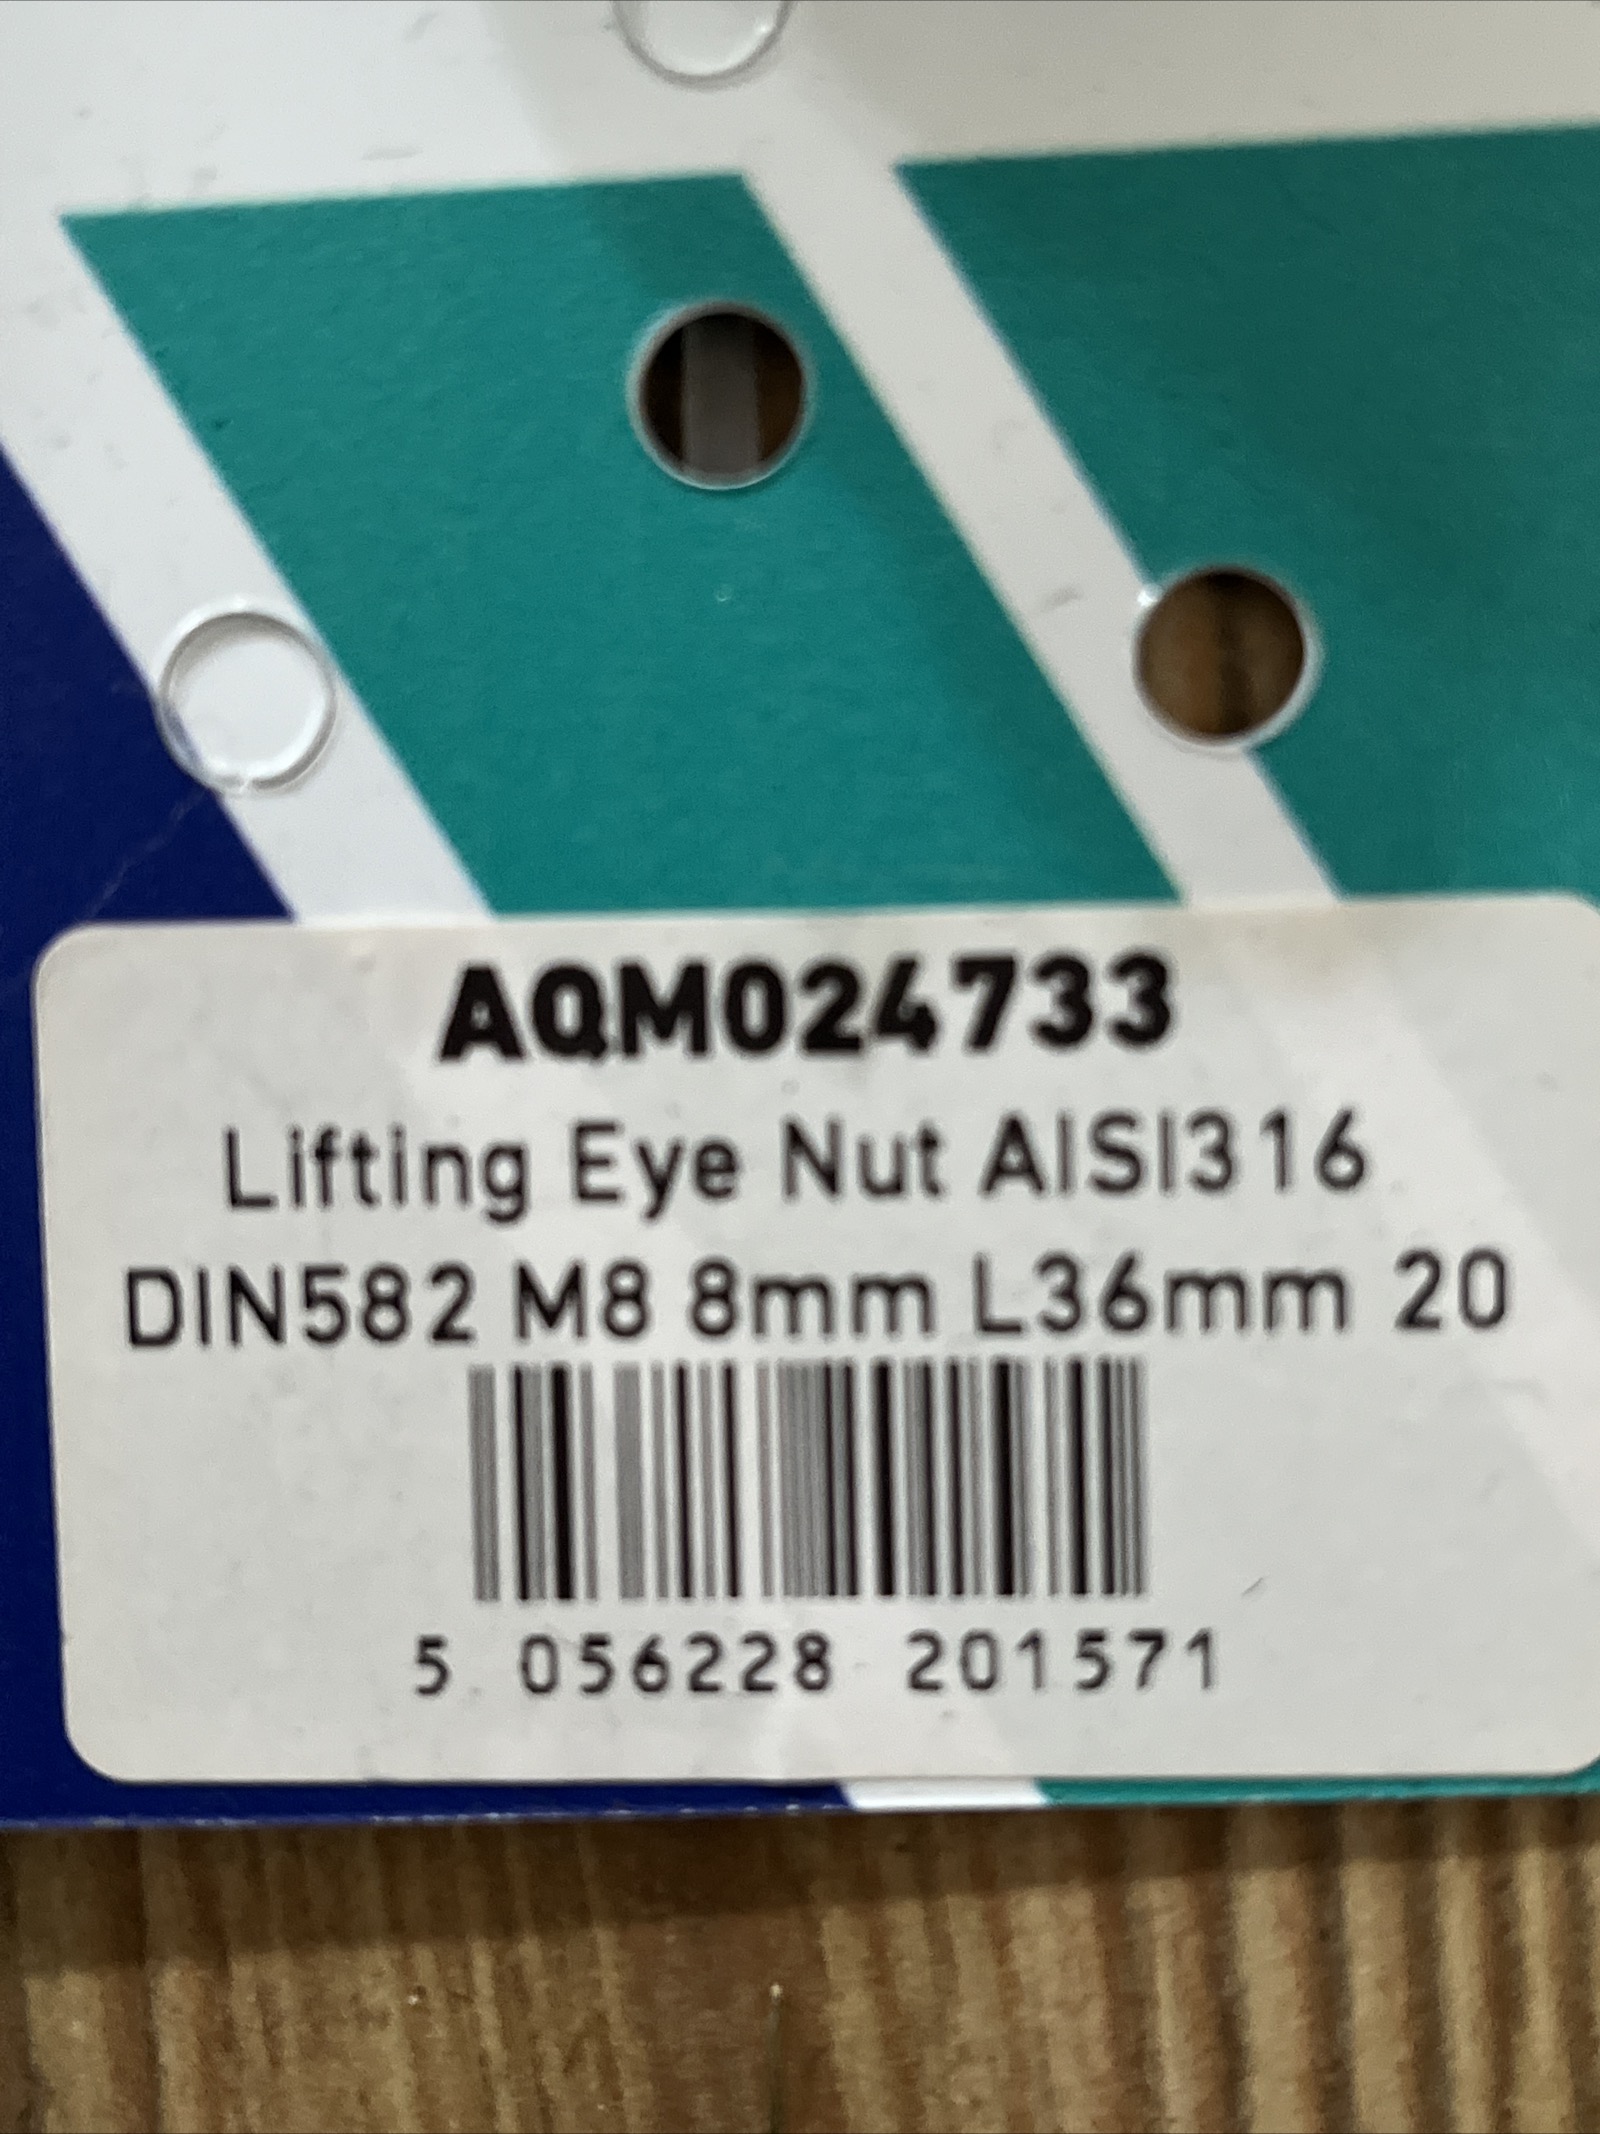 AQM024733
Lifting Eye Nut AISI316
DIN582 M8 8mm L36mm 20
5 056228 201571